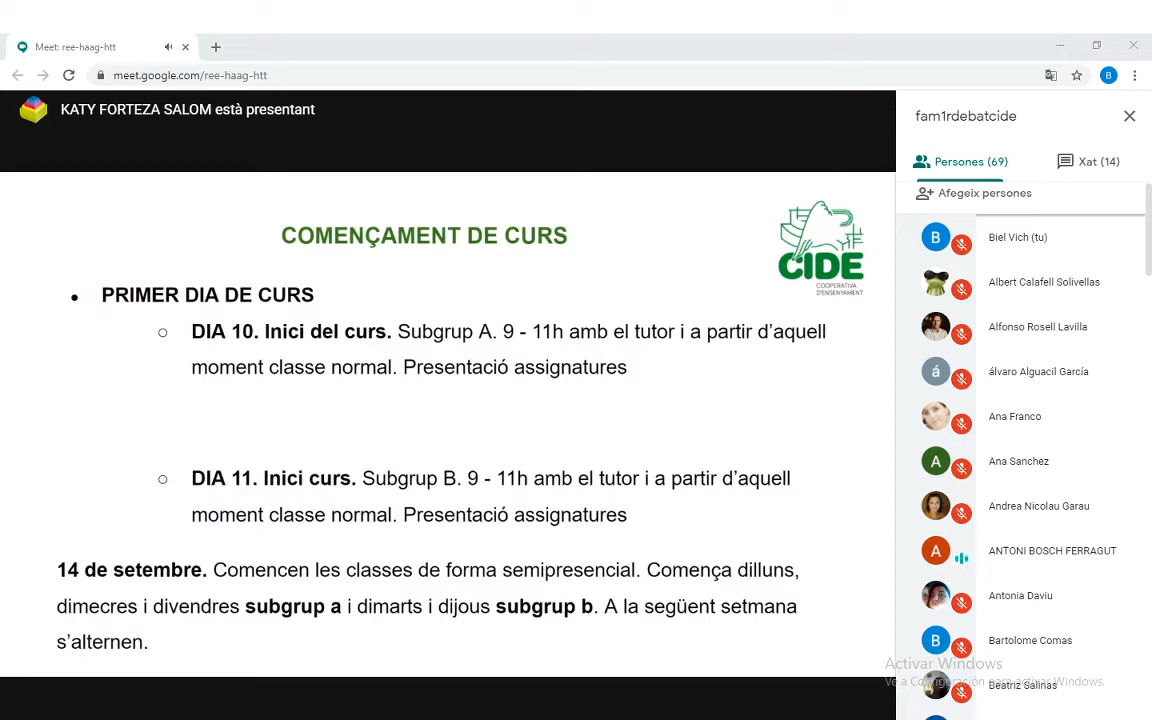 Meet: ree-haag-htt
meet.google.com/ree-haag-htt
B
KATY FORTEZA SALOM està presentant
fam1rdebatcide
Persones (69)
Xat (14)
Afegeix persones
COMENÇAMENT DE CURS
CIDE
COOPERATIVA
D'ENSENYAMENT
• PRIMER DIA DE CURS
○ DIA 10. Inici del curs. Subgrup A. 9 - 11h amb el tutor i a partir d'aquell
moment classe normal. Presentació assignatures
○ DIA 11. Inici curs. Subgrup B. 9 - 11h amb el tutor i a partir d'aquell
moment classe normal. Presentació assignatures
14 de setembre. Comencen les classes de forma semipresencial. Comença dilluns,
dimecres i divendres subgrup a i dimarts i dijous subgrup b. A la següent setmana
s'alternen.
B Biel Vich (tu)
Albert Calafell Solivellas
Alfonso Rosell Lavilla
á álvaro Alguacil García
Ana Franco
A Ana Sanchez
Andrea Nicolau Garau
A ANTONI BOSCH FERRAGUT
Antonia Daviu
B Bartolome Comas
Beatriz Salinas
Activar Windows
Ve a Configuración para activar Windows.